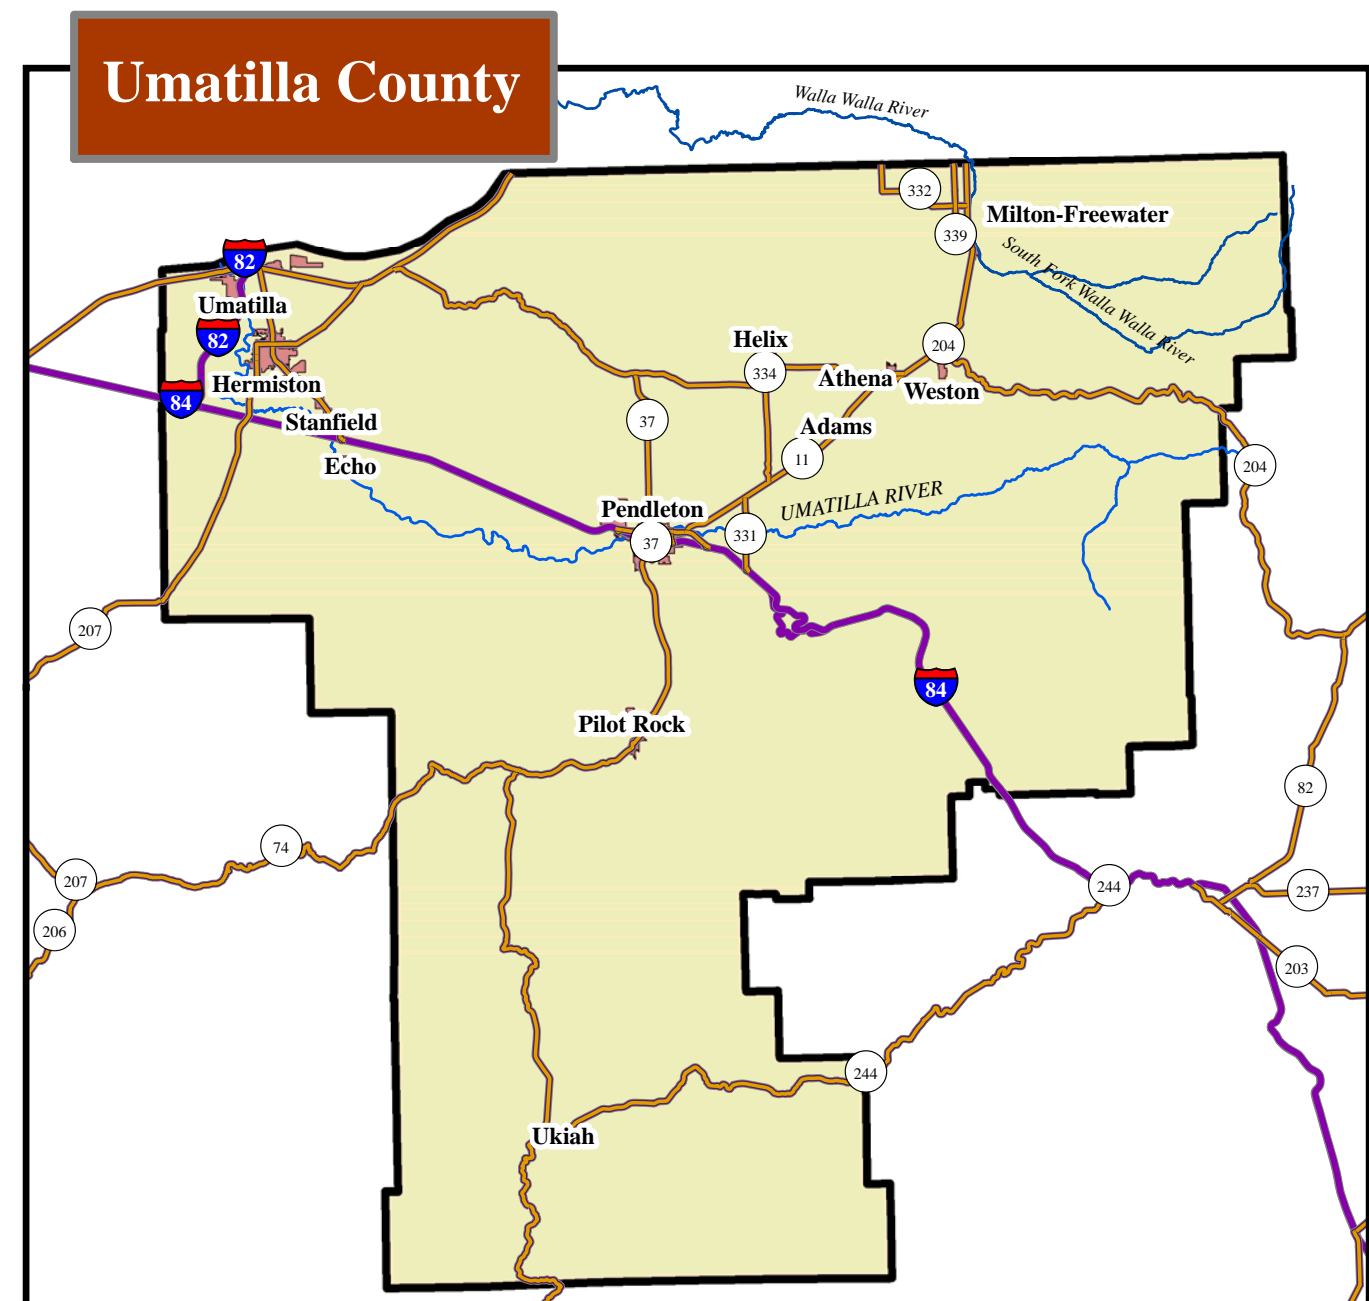 Umatilla County
Walla Walla River
332
Milton-Freewater
339
South Fork Walla Walla River
82
Umatilla
82
Helix
204
334
Athena
Hermiston
84
Weston
Stanfield
37
Adams
11
Echo
204
UMATILLA RIVER
Pendleton
37
331
207
84
Pilot Rock
82
74
207
244
237
206
203
244
Ukiah